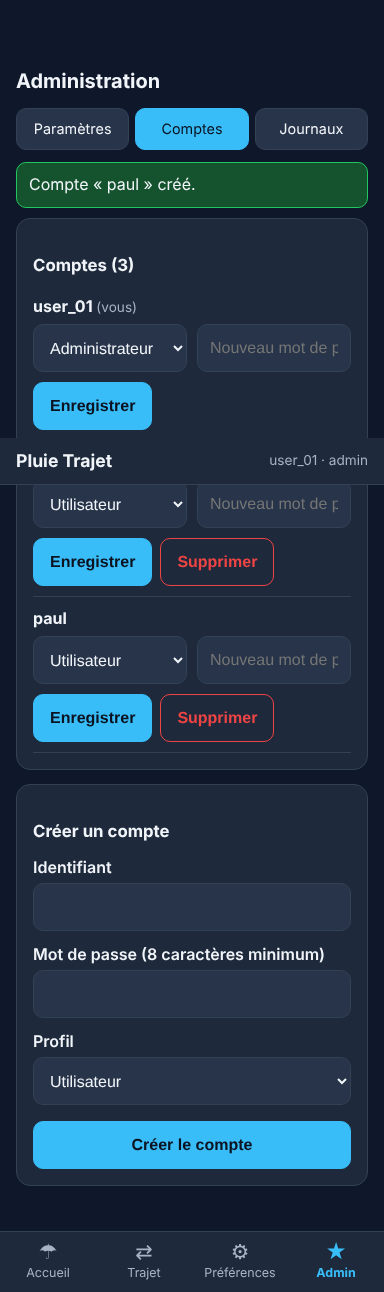 Administration
Paramètres Comptes Journaux
Compte « paul » créé.
Comptes (3)
user_01 (vous)
Administrateur Nouveau mot de p
Enregistrer
Pluie Trajet user_01 · admin
Utilisateur Nouveau mot de p
Enregistrer Supprimer
paul
Utilisateur Nouveau mot de p
Enregistrer Supprimer
Créer un compte
Identifiant
Mot de passe (8 caractères minimum)
Profil
Utilisateur
Créer le compte
Accueil Trajet Préférences Admin